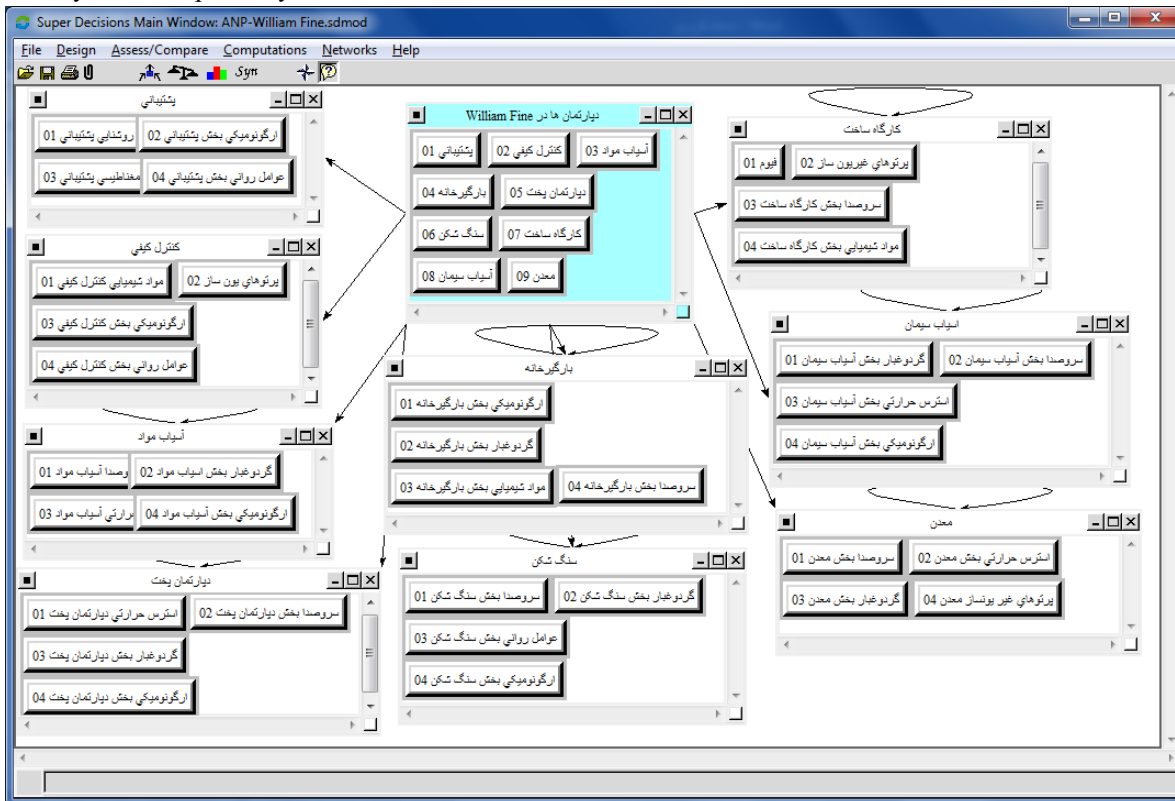 Super Decisions Main Window: ANP-William Fine.sdmod
File Design Assess/Compare Computations Networks Help
Syn
پشتيباني
روشنايي پشتيباني 01
ارگونوميکي بخش پشتيباني 02
مغناطيسي پشتيباني 03
عوامل رواني بخش پشتيباني 04
کنترل کيفي
مواد شيميايي کنترل کيفي 01
پرتوهاي يون ساز 02
ارگونوميکي بخش کنترل کيفي 03
عوامل رواني بخش کنترل کيفي 04
آسياب مواد
وصدا آسياب مواد 01
گردوغبار بخش اسياب مواد 02
رارتي آسياب مواد 03
ارگونوميکي بخش آسياب مواد 04
دپارتمان پخت
استرس حرارتي دپارتمان پخت 01
سروصدا بخش دپارتمان پخت 02
گردوغبار بخش دپارتمان پخت 03
ارگونوميکي بخش دپارتمان پخت 04
دپارتمان ها در William Fine
پشتيباني 01
کنترل کيفي 02
آسياب مواد 03
بارگيرخانه 04
دپارتمان پخت 05
سنگ شکن 06
کارگاه ساخت 07
آسياب سيمان 08
معدن 09
بارگيرخانه
ارگونوميکي بخش بارگيرخانه 01
گردوغبار بخش بارگيرخانه 02
مواد شيميايي بخش بارگيرخانه 03
سروصدا بخش بارگيرخانه 04
سنگ شکن
سروصدا بخش سنگ شکن 01
گردوغبار بخش سنگ شکن 02
عوامل رواني بخش سنگ شکن 03
ارگونوميکي بخش سنگ شکن 04
کارگاه ساخت
فيوم 01
پرتوهاي غيريون ساز 02
سروصدا بخش کارگاه ساخت 03
مواد شيميايي بخش کارگاه ساخت 04
اسياب سيمان
گردوغبار بخش آسياب سيمان 01
سروصدا بخش آسياب سيمان 02
استرس حرارتي بخش آسياب سيمان 03
ارگونوميکي بخش آسياب سيمان 04
معدن
سروصدا بخش معدن 01
استرس حرارتي بخش معدن 02
گردوغبار بخش معدن 03
پرتوهاي غير يونساز معدن 04